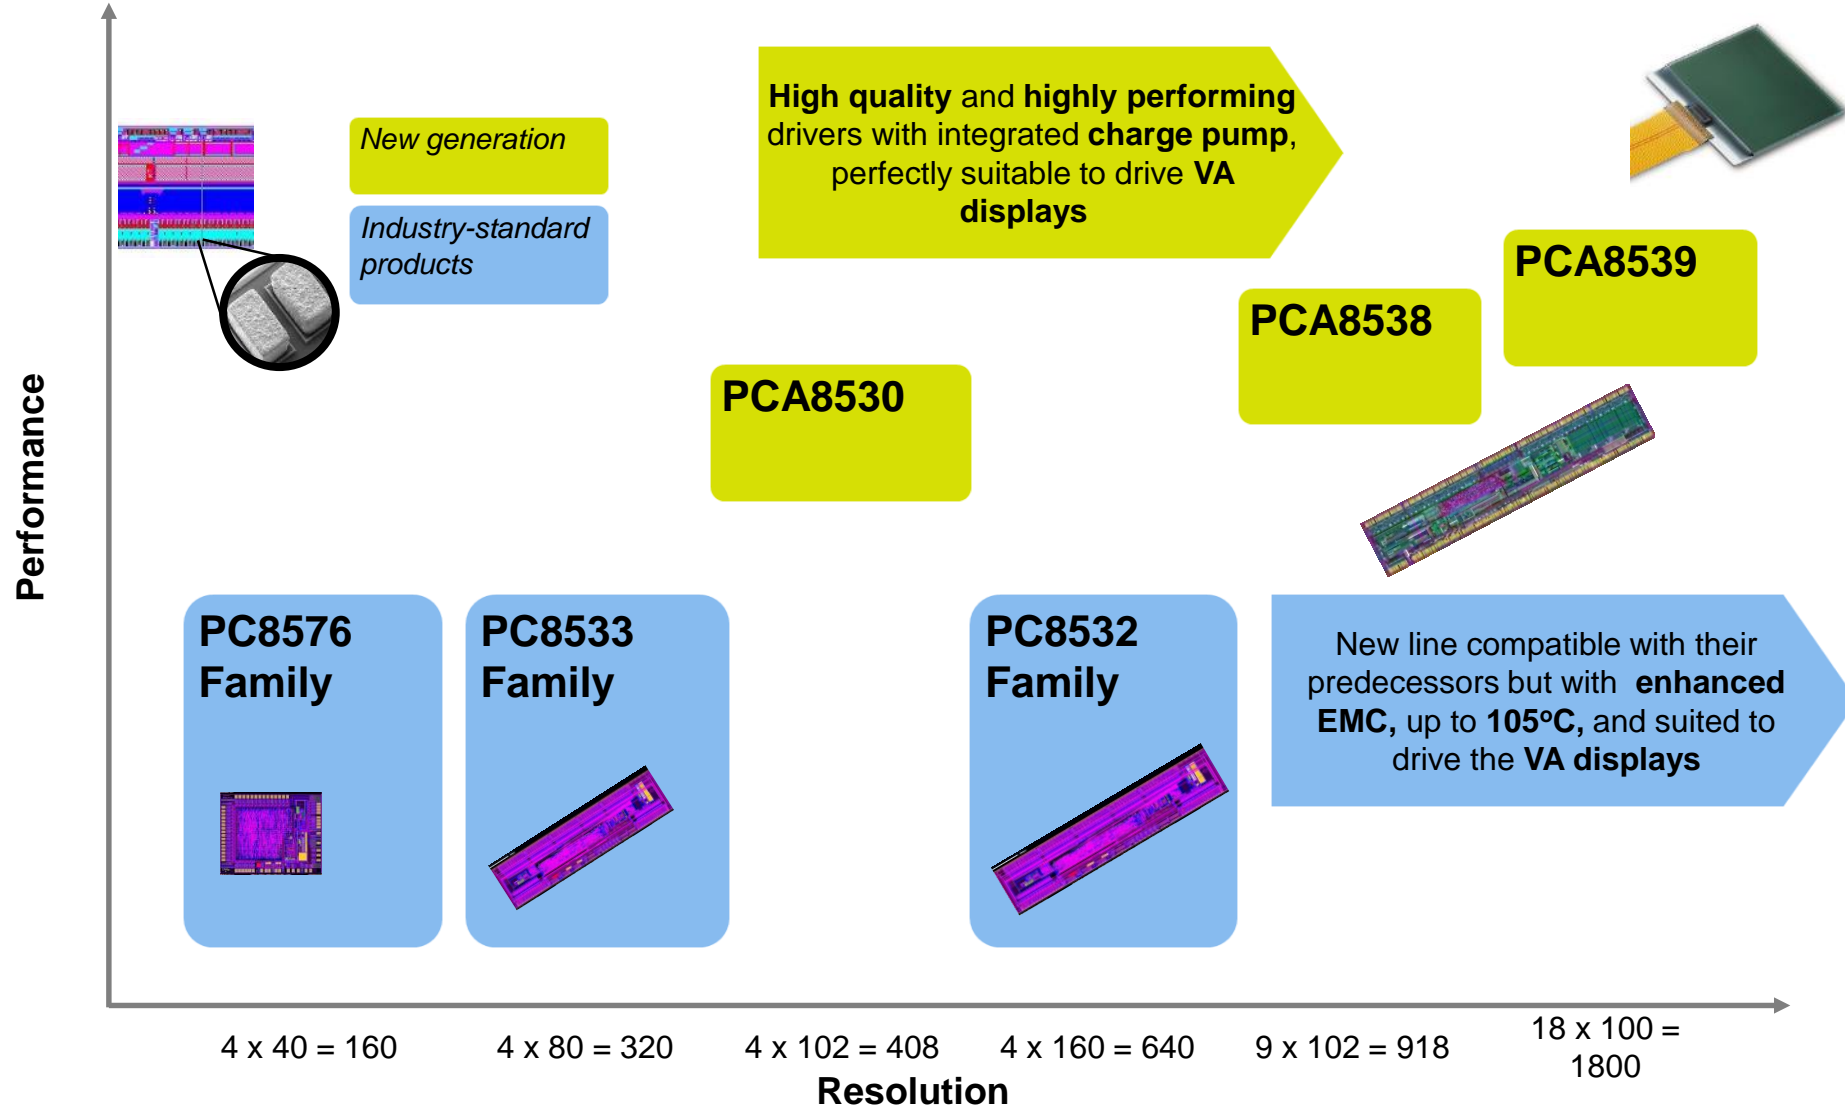 New generation
Industry-standard
products
High quality and highly performing
drivers with integrated charge pump,
perfectly suitable to drive VA
displays
PCA8539
PCA8538
PCA8530
Performance
PC8576
Family
PC8533
Family
PC8532
Family
New line compatible with their
predecessors but with enhanced
EMC, up to 105°C, and suited to
drive the VA displays
4 x 40 = 160
4 x 80 = 320
4 x 102 = 408
4 x 160 = 640
9 x 102 = 918
18 x 100 =
1800
Resolution